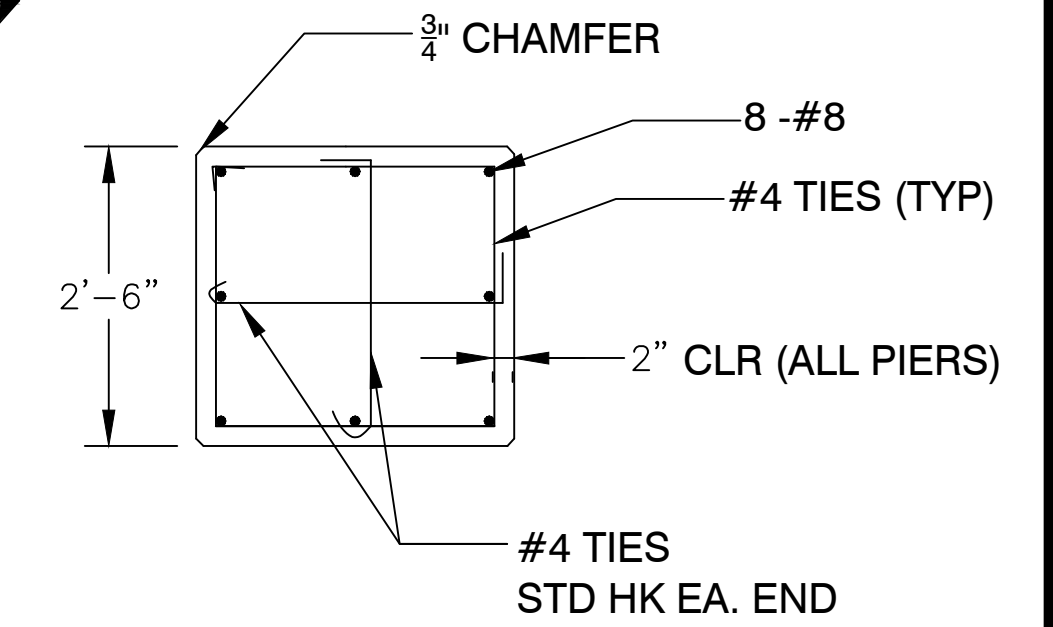 ¾" CHAMFER
8 -#8
#4 TIES (TYP)
2'-6"
2" CLR (ALL PIERS)
#4 TIES
STD HK EA. END